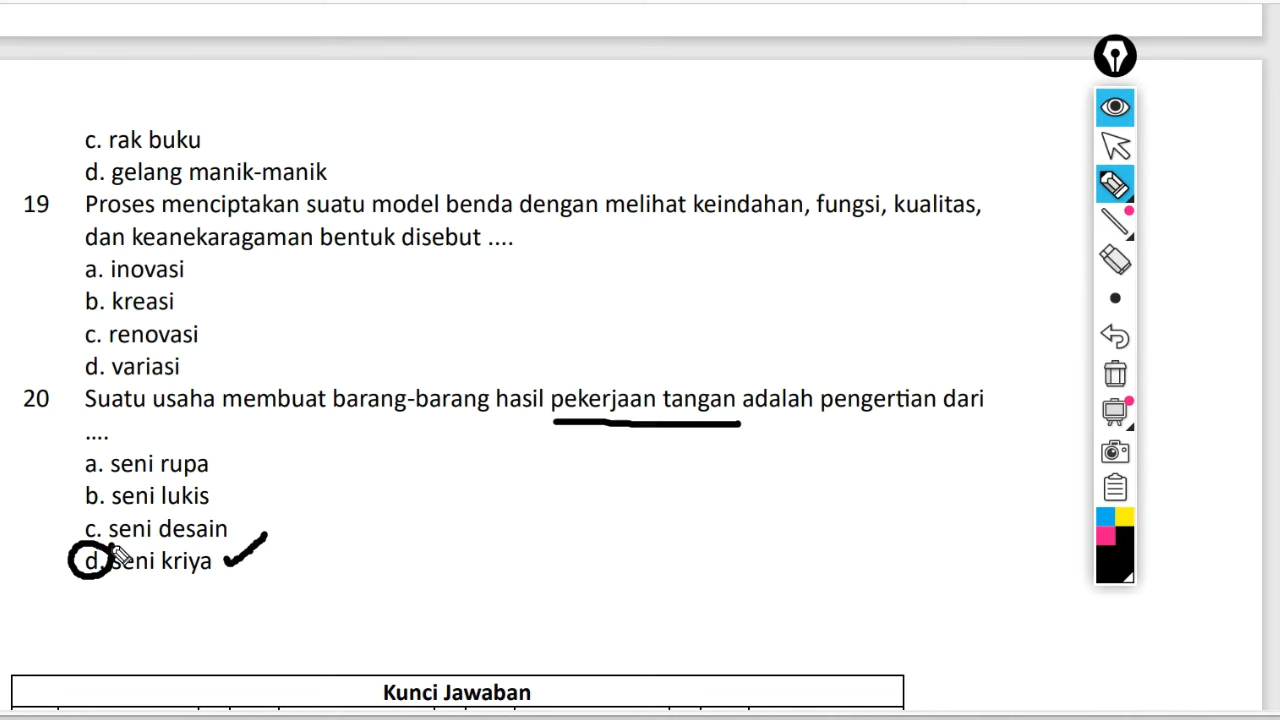 c. rak buku
d. gelang manik-manik
19 Proses menciptakan suatu model benda dengan melihat keindahan, fungsi, kualitas,
dan keanekaragaman bentuk disebut ....
a. inovasi
b. kreasi
c. renovasi
d. variasi
20 Suatu usaha membuat barang-barang hasil pekerjaan tangan adalah pengertian dari
....
a. seni rupa
b. seni lukis
c. seni desain
d. seni kriya
Kunci Jawaban